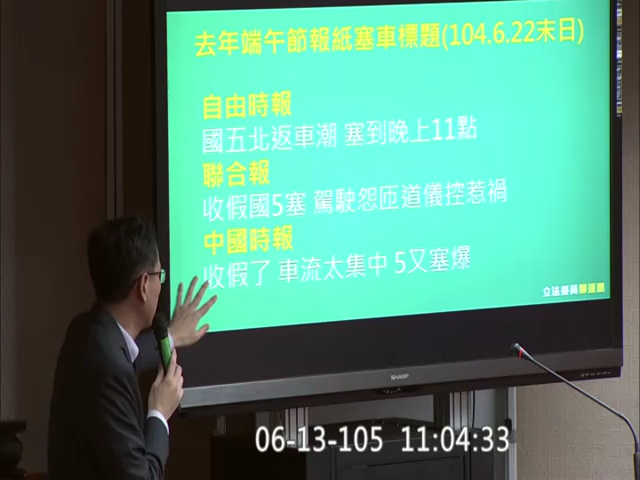 去年端午節報紙塞車標題(104.6.22末日)
自由時報
國五北返車潮 塞到晚上11點
聯合報
收假國5塞 駕駛怨匝道儀控惹禍
中國時報
收假了 車流太集中 5又塞爆
立法委員
SHARP
06-13-105 11:04:33